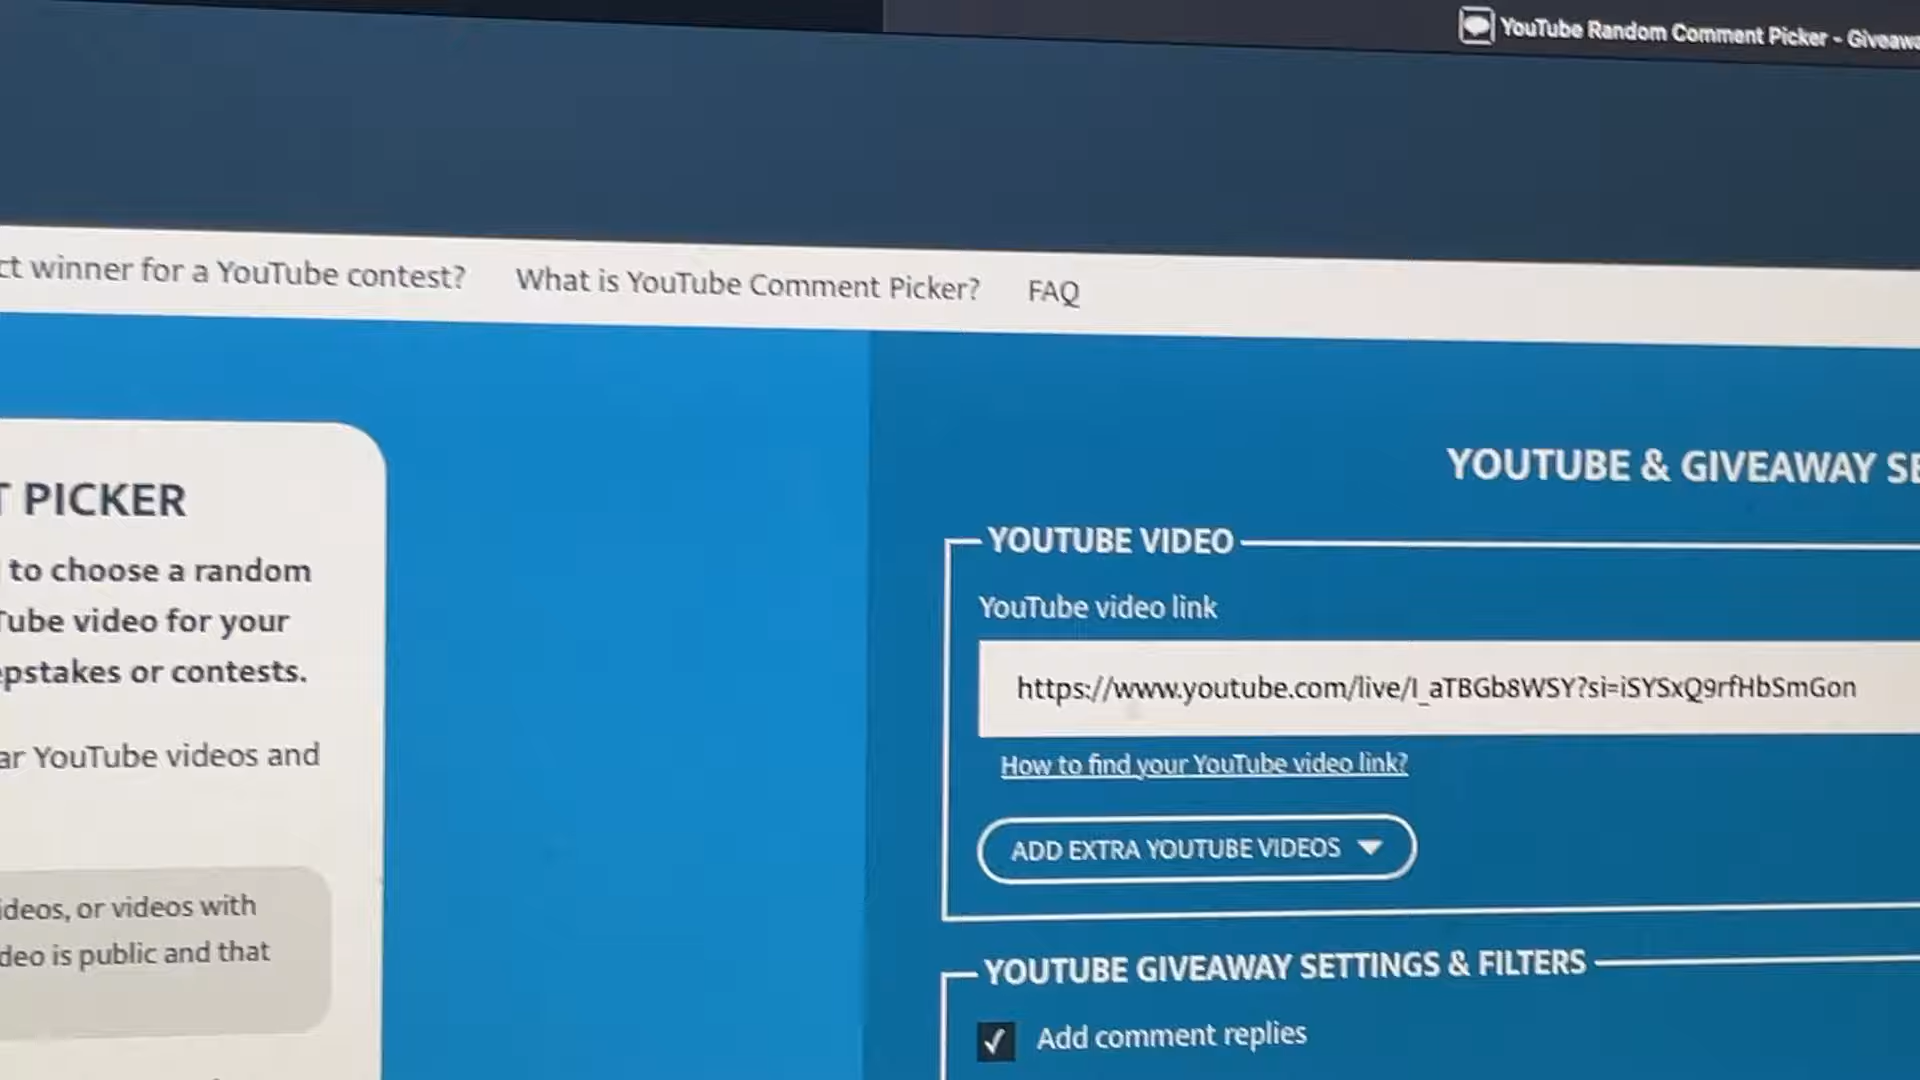 YouTube Random Comment Picker - Giveaw
ct winner for a YouTube contest? What is YouTube Comment Picker? FAQ
T PICKER
to choose a random
Tube video for your
epstakes or contests.
ar YouTube videos and
ideos, or videos with
deo is public and that
YOUTUBE & GIVEAWAY SE
YOUTUBE VIDEO
YouTube video link
https://www.youtube.com/live/I_aTBGb8WSY?si=iSYSxQ9rfHbSmGon
How to find your YouTube video link?
ADD EXTRA YOUTUBE VIDEOS
YOUTUBE GIVEAWAY SETTINGS & FILTERS
Add comment replies